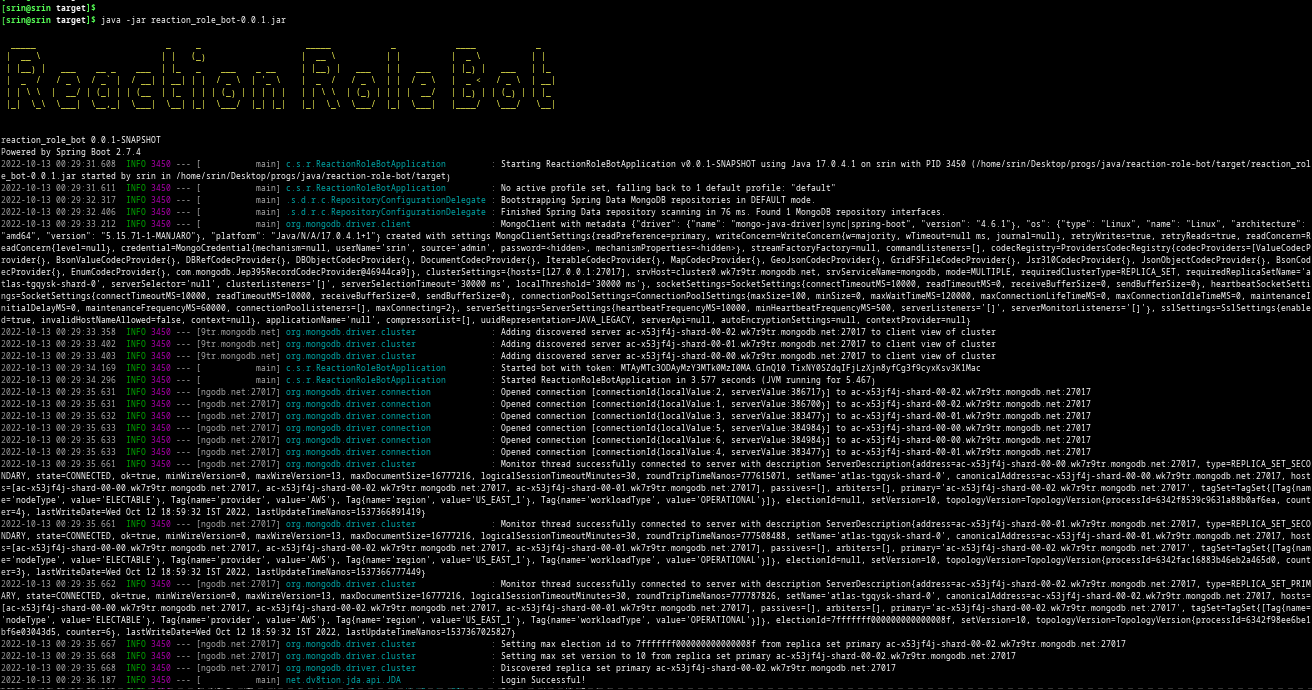 [srin@srin target]$
[srin@srin target]$ java -jar reaction_role_bot-0.0.1.jar
Reaction Role Bot
reaction_role_bot 0.0.1-SNAPSHOT
Powered by Spring Boot 2.7.4
2022-10-13 00:29:31.608  INFO 3450 --- [           main] c.s.r.ReactionRoleBotApplication         : Starting ReactionRoleBotApplication v0.0.1-SNAPSHOT using Java 17.0.4.1 on srin with PID 3450 (/home/srin/Desktop/progs/java/reaction-role-bot/target/reaction_rol
e_bot-0.0.1.jar started by srin in /home/srin/Desktop/progs/java/reaction-role-bot/target)
2022-10-13 00:29:31.611  INFO 3450 --- [           main] c.s.r.ReactionRoleBotApplication         : No active profile set, falling back to 1 default profile: "default"
2022-10-13 00:29:32.317  INFO 3450 --- [           main] .s.d.r.c.RepositoryConfigurationDelegate : Bootstrapping Spring Data MongoDB repositories in DEFAULT mode.
2022-10-13 00:29:32.406  INFO 3450 --- [           main] .s.d.r.c.RepositoryConfigurationDelegate : Finished Spring Data repository scanning in 76 ms. Found 1 MongoDB repository interfaces.
2022-10-13 00:29:33.212  INFO 3450 --- [           main] org.mongodb.driver.client                : MongoClient with metadata {"driver": {"name": "mongo-java-driver|sync|spring-boot", "version": "4.6.1"}, "os": {"type": "Linux", "name": "Linux", "architecture":
"amd64", "version": "5.15.71-1-MANJARO"}, "platform": "Java/N/A/17.0.4.1+1"} created with settings MongoClientSettings{readPreference=primary, writeConcern=WriteConcern{w=majority, wTimeout=null ms, journal=null}, retryWrites=true, retryReads=true, readConcern=R
eadConcern{level=null}, credential=MongoCredential{mechanism=null, userName='srin', source='admin', password=<hidden>, mechanismProperties=<hidden>}, streamFactoryFactory=null, commandListeners=[], codecRegistry=ProvidersCodecRegistry{codecProviders=[ValueCodecP
rovider{}, BsonValueCodecProvider{}, DBRefCodecProvider{}, DBObjectCodecProvider{}, DocumentCodecProvider{}, IterableCodecProvider{}, MapCodecProvider{}, GeoJsonCodecProvider{}, GridFSFileCodecProvider{}, Jsr310CodecProvider{}, JsonObjectCodecProvider{}, BsonCod
ecProvider{}, EnumCodecProvider{}, com.mongodb.Jep395RecordCodecProvider@46944ca9]}, clusterSettings={hosts=[127.0.0.1:27017], srvHost=cluster0.wk7r9tr.mongodb.net, srvServiceName=mongodb, mode=MULTIPLE, requiredClusterType=REPLICA_SET, requiredReplicaSetName='a
tlas-tgqysk-shard-0', serverSelector='null', clusterListeners='[]', serverSelectionTimeout='30000 ms', localThreshold='30000 ms'}, socketSettings=SocketSettings{connectTimeoutMS=10000, readTimeoutMS=0, receiveBufferSize=0, sendBufferSize=0}, heartbeatSocketSetti
ngs=SocketSettings{connectTimeoutMS=10000, readTimeoutMS=10000, receiveBufferSize=0, sendBufferSize=0}, connectionPoolSettings=ConnectionPoolSettings{maxSize=100, minSize=0, maxWaitTimeMS=120000, maxConnectionLifeTimeMS=0, maxConnectionIdleTimeMS=0, maintenanceI
nitialDelayMS=0, maintenanceFrequencyMS=60000, connectionPoolListeners=[], maxConnecting=2}, serverSettings=ServerSettings{heartbeatFrequencyMS=10000, minHeartbeatFrequencyMS=500, serverListeners='[]', serverMonitorListeners='[]'}, sslSettings=SslSettings{enable
d=true, invalidHostNameAllowed=false, context=null}, applicationName='null', compressorList=[], uuidRepresentation=JAVA_LEGACY, serverApi=null, autoEncryptionSettings=null, contextProvider=null}
2022-10-13 00:29:33.358  INFO 3450 --- [9tr.mongodb.net] org.mongodb.driver.cluster               : Adding discovered server ac-x53jf4j-shard-00-02.wk7r9tr.mongodb.net:27017 to client view of cluster
2022-10-13 00:29:33.402  INFO 3450 --- [9tr.mongodb.net] org.mongodb.driver.cluster               : Adding discovered server ac-x53jf4j-shard-00-00.wk7r9tr.mongodb.net:27017 to client view of cluster
2022-10-13 00:29:33.403  INFO 3450 --- [9tr.mongodb.net] org.mongodb.driver.cluster               : Adding discovered server ac-x53jf4j-shard-00-01.wk7r9tr.mongodb.net:27017 to client view of cluster
2022-10-13 00:29:34.169  INFO 3450 --- [           main] c.s.r.ReactionRoleBotApplication         : Started bot with token:
2022-10-13 00:29:34.296  INFO 3450 --- [           main] c.s.r.ReactionRoleBotApplication         : Started ReactionRoleBotApplication in 3.577 seconds (JVM running for 5.467)
2022-10-13 00:29:35.611  INFO 3450 --- [ngodb.net:27017] org.mongodb.driver.connection            : Opened connection [connectionId{localValue:2, serverValue:386717}] to ac-x53jf4j-shard-00-02.wk7r9tr.mongodb.net:27017
2022-10-13 00:29:35.611  INFO 3450 --- [ngodb.net:27017] org.mongodb.driver.connection            : Opened connection [connectionId{localValue:1, serverValue:386700}] to ac-x53jf4j-shard-00-02.wk7r9tr.mongodb.net:27017
2022-10-13 00:29:35.632  INFO 3450 --- [ngodb.net:27017] org.mongodb.driver.connection            : Opened connection [connectionId{localValue:3, serverValue:383477}] to ac-x53jf4j-shard-00-01.wk7r9tr.mongodb.net:27017
2022-10-13 00:29:35.633  INFO 3450 --- [ngodb.net:27017] org.mongodb.driver.connection            : Opened connection [connectionId{localValue:5, serverValue:384984}] to ac-x53jf4j-shard-00-00.wk7r9tr.mongodb.net:27017
2022-10-13 00:29:35.633  INFO 3450 --- [ngodb.net:27017] org.mongodb.driver.connection            : Opened connection [connectionId{localValue:6, serverValue:384984}] to ac-x53jf4j-shard-00-00.wk7r9tr.mongodb.net:27017
2022-10-13 00:29:35.633  INFO 3450 --- [ngodb.net:27017] org.mongodb.driver.connection            : Opened connection [connectionId{localValue:4, serverValue:383477}] to ac-x53jf4j-shard-00-01.wk7r9tr.mongodb.net:27017
2022-10-13 00:29:35.661  INFO 3450 --- [ngodb.net:27017] org.mongodb.driver.cluster               : Monitor thread successfully connected to server with description ServerDescription{address=ac-x53jf4j-shard-00-00.wk7r9tr.mongodb.net:27017, type=REPLICA_SET_SECO
NDARY, state=CONNECTED, ok=true, minWireVersion=0, maxWireVersion=13, maxDocumentSize=16777216, logicalSessionTimeoutMinutes=30, roundTripTimeNanos=777615071, setName='atlas-tgqysk-shard-0', canonicalAddress=ac-x53jf4j-shard-00-00.wk7r9tr.mongodb.net:27017, host
s=[ac-x53jf4j-shard-00-00.wk7r9tr.mongodb.net:27017, ac-x53jf4j-shard-00-02.wk7r9tr.mongodb.net:27017, ac-x53jf4j-shard-00-01.wk7r9tr.mongodb.net:27017], passives=[], arbiters=[], primary='ac-x53jf4j-shard-00-02.wk7r9tr.mongodb.net:27017', tagSet=TagSet{[Tag{nam
e='nodeType', value='ELECTABLE'}, Tag{name='provider', value='AWS'}, Tag{name='region', value='US_EAST_1'}, Tag{name='workloadType', value='OPERATIONAL'}]}, electionId=null, setVersion=10, topologyVersion=TopologyVersion{processId=6342f8539c9631a88b0af6ea, count
er=4}, lastWriteDate=Wed Oct 12 18:59:32 IST 2022, lastUpdateTimeNanos=1537366891419}
2022-10-13 00:29:35.661  INFO 3450 --- [ngodb.net:27017] org.mongodb.driver.cluster               : Monitor thread successfully connected to server with description ServerDescription{address=ac-x53jf4j-shard-00-01.wk7r9tr.mongodb.net:27017, type=REPLICA_SET_SECO
NDARY, state=CONNECTED, ok=true, minWireVersion=0, maxWireVersion=13, maxDocumentSize=16777216, logicalSessionTimeoutMinutes=30, roundTripTimeNanos=777508488, setName='atlas-tgqysk-shard-0', canonicalAddress=ac-x53jf4j-shard-00-01.wk7r9tr.mongodb.net:27017, host
s=[ac-x53jf4j-shard-00-00.wk7r9tr.mongodb.net:27017, ac-x53jf4j-shard-00-02.wk7r9tr.mongodb.net:27017, ac-x53jf4j-shard-00-01.wk7r9tr.mongodb.net:27017], passives=[], arbiters=[], primary='ac-x53jf4j-shard-00-02.wk7r9tr.mongodb.net:27017', tagSet=TagSet{[Tag{nam
e='nodeType', value='ELECTABLE'}, Tag{name='provider', value='AWS'}, Tag{name='region', value='US_EAST_1'}, Tag{name='workloadType', value='OPERATIONAL'}]}, electionId=null, setVersion=10, topologyVersion=TopologyVersion{processId=6342fac16883b46eb2a465d0, count
er=3}, lastWriteDate=Wed Oct 12 18:59:32 IST 2022, lastUpdateTimeNanos=1537366777449}
2022-10-13 00:29:35.662  INFO 3450 --- [ngodb.net:27017] org.mongodb.driver.cluster               : Monitor thread successfully connected to server with description ServerDescription{address=ac-x53jf4j-shard-00-02.wk7r9tr.mongodb.net:27017, type=REPLICA_SET_PRIM
ARY, state=CONNECTED, ok=true, minWireVersion=0, maxWireVersion=13, maxDocumentSize=16777216, logicalSessionTimeoutMinutes=30, roundTripTimeNanos=777787826, setName='atlas-tgqysk-shard-0', canonicalAddress=ac-x53jf4j-shard-00-02.wk7r9tr.mongodb.net:27017, hosts=
[ac-x53jf4j-shard-00-00.wk7r9tr.mongodb.net:27017, ac-x53jf4j-shard-00-02.wk7r9tr.mongodb.net:27017, ac-x53jf4j-shard-00-01.wk7r9tr.mongodb.net:27017], passives=[], arbiters=[], primary='ac-x53jf4j-shard-00-02.wk7r9tr.mongodb.net:27017', tagSet=TagSet{[Tag{name=
'nodeType', value='ELECTABLE'}, Tag{name='provider', value='AWS'}, Tag{name='region', value='US_EAST_1'}, Tag{name='workloadType', value='OPERATIONAL'}]}, electionId=7fffffff000000000000008f, setVersion=10, topologyVersion=TopologyVersion{processId=6342f98ee6be1
bf6e03043d5, counter=6}, lastWriteDate=Wed Oct 12 18:59:32 IST 2022, lastUpdateTimeNanos=1537367025827}
2022-10-13 00:29:35.667  INFO 3450 --- [ngodb.net:27017] org.mongodb.driver.cluster               : Setting max election id to 7fffffff000000000000008f from replica set primary ac-x53jf4j-shard-00-02.wk7r9tr.mongodb.net:27017
2022-10-13 00:29:35.668  INFO 3450 --- [ngodb.net:27017] org.mongodb.driver.cluster               : Setting max set version to 10 from replica set primary ac-x53jf4j-shard-00-02.wk7r9tr.mongodb.net:27017
2022-10-13 00:29:35.668  INFO 3450 --- [ngodb.net:27017] org.mongodb.driver.cluster               : Discovered replica set primary ac-x53jf4j-shard-00-02.wk7r9tr.mongodb.net:27017
2022-10-13 00:29:36.187  INFO 3450 --- [           main] net.dv8tion.jda.api.JDA                  : Login Successful!